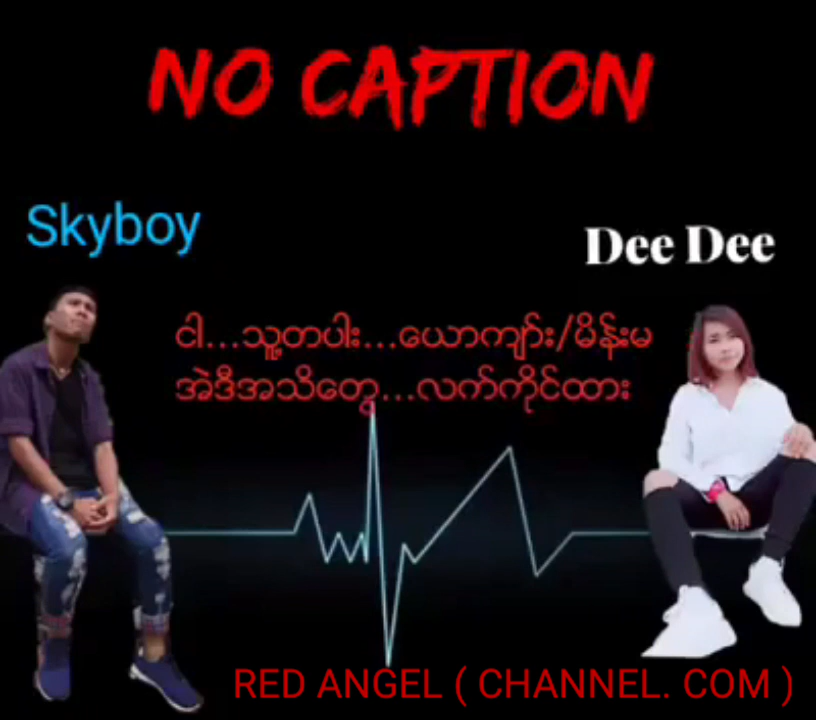 NO CAPTION
Skyboy
Dee Dee
ငါ...သူ့တပါး...ယောကျာ်း/မိန်းမ
အဲဒီအသိတွေ...လက်ကိုင်ထား
RED ANGEL ( CHANNEL. COM )